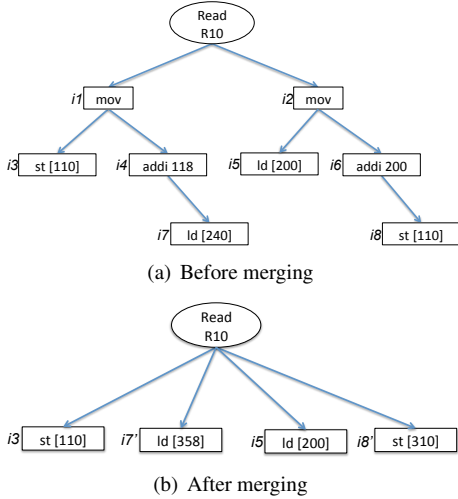 Read
R10
i1 mov i2 mov
i3 st [110] i4 addi 118 i5 ld [200] i6 addi 200
i7 ld [240] i8 st [110]
(a) Before merging
Read
R10
i3 st [110] i7' ld [358] i5 ld [200] i8' st [310]
(b) After merging